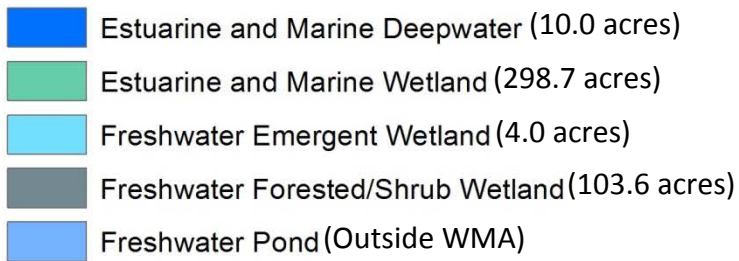 Estuarine and Marine Deepwater (10.0 acres)
Estuarine and Marine Wetland (298.7 acres)
Freshwater Emergent Wetland (4.0 acres)
Freshwater Forested/Shrub Wetland (103.6 acres)
Freshwater Pond (Outside WMA)